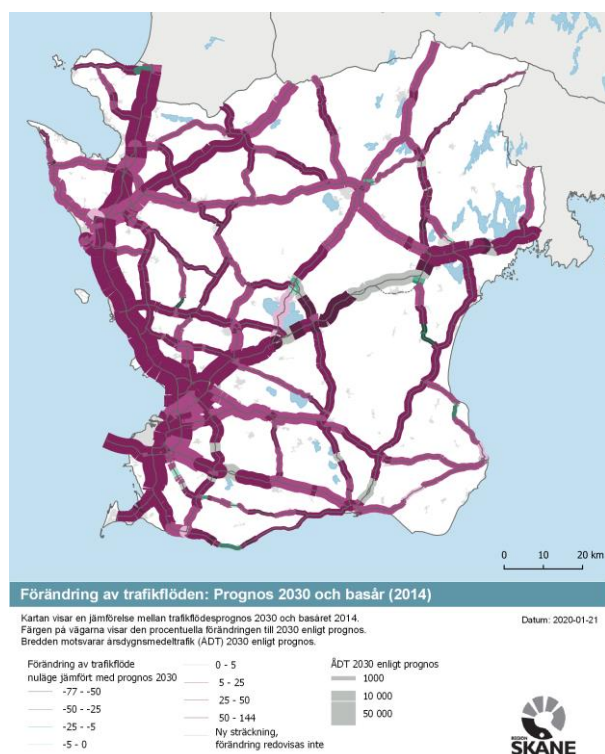 0 10 20 km
Förändring av trafikflöden: Prognos 2030 och basår (2014)
Kartan visar en jämförelse mellan trafikflödesprognos 2030 och basåret 2014.
Färgen på vägarna visar den procentuella förändringen till 2030 enligt prognos.
Bredden motsvarar årsdygnsmedeltrafik (ÅDT) 2030 enligt prognos.
Datum: 2020-01-21
Förändring av trafikflöde
nuläge jämfört med prognos 2030
-77 - -50
-50 - -25
-25 - -5
-5 - 0
0 - 5
5 - 25
25 - 50
50 - 144
Ny sträckning,
förändring redovisas inte
ÅDT 2030 enligt prognos
1000
10 000
50 000
REGION
SKÅNE